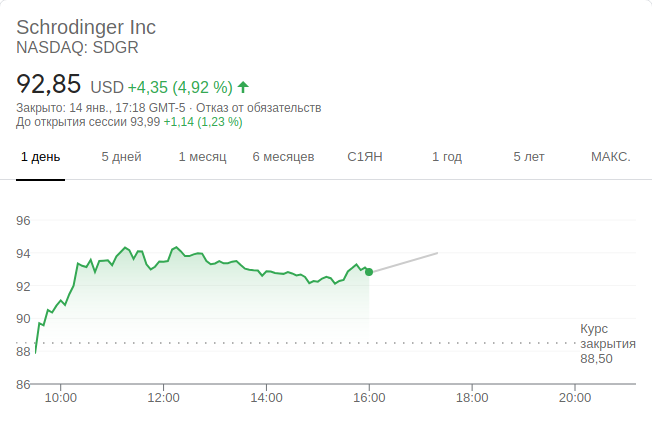 Schrodinger Inc
NASDAQ: SDGR
92,85 USD +4,35 (4,92 %)
Закрыто: 14 янв., 17:18 GMT-5 · Отказ от обязательств
До открытия сессии 93,99 +1,14 (1,23 %)
1 день 5 дней 1 месяц 6 месяцев С1ЯН 1 год 5 лет МАКС.
96
94
92
90
Курс
закрытия
88,50
88
86
10:00 12:00 14:00 16:00 18:00 20:00